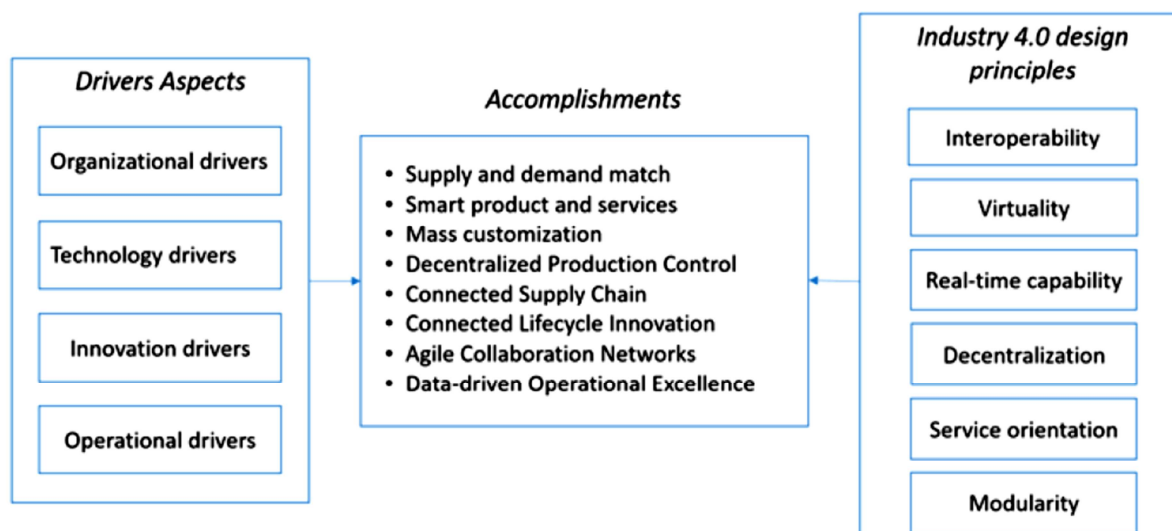 Drivers Aspects
Organizational drivers
Technology drivers
Innovation drivers
Operational drivers
Accomplishments
• Supply and demand match
• Smart product and services
• Mass customization
• Decentralized Production Control
• Connected Supply Chain
• Connected Lifecycle Innovation
• Agile Collaboration Networks
• Data-driven Operational Excellence
Industry 4.0 design
principles
Interoperability
Virtuality
Real-time capability
Decentralization
Service orientation
Modularity